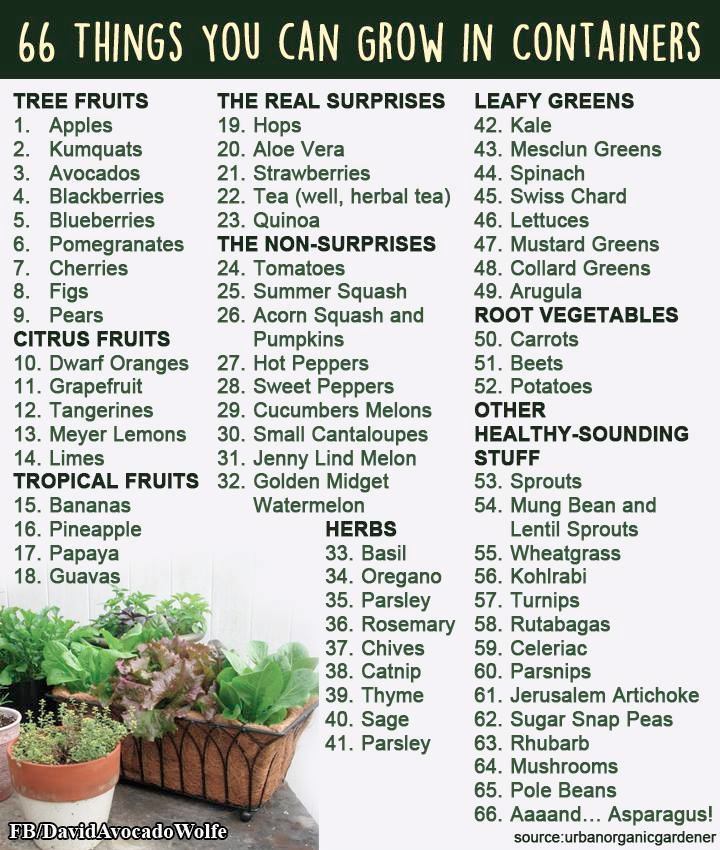 66 THINGS YOU CAN GROW IN CONTAINERS
TREE FRUITS
1. Apples
2. Kumquats
3. Avocados
4. Blackberries
5. Blueberries
6. Pomegranates
7. Cherries
8. Figs
9. Pears
CITRUS FRUITS
10. Dwarf Oranges
11. Grapefruit
12. Tangerines
13. Meyer Lemons
14. Limes
TROPICAL FRUITS
15. Bananas
16. Pineapple
17. Papaya
18. Guavas
THE REAL SURPRISES
19. Hops
20. Aloe Vera
21. Strawberries
22. Tea (well, herbal tea)
23. Quinoa
THE NON-SURPRISES
24. Tomatoes
25. Summer Squash
26. Acorn Squash and
Pumpkins
27. Hot Peppers
28. Sweet Peppers
29. Cucumbers Melons
30. Small Cantaloupes
31. Jenny Lind Melon
32. Golden Midget
Watermelon
HERBS
33. Basil
34. Oregano
35. Parsley
36. Rosemary
37. Chives
38. Catnip
39. Thyme
40. Sage
41. Parsley
LEAFY GREENS
42. Kale
43. Mesclun Greens
44. Spinach
45. Swiss Chard
46. Lettuces
47. Mustard Greens
48. Collard Greens
49. Arugula
ROOT VEGETABLES
50. Carrots
51. Beets
52. Potatoes
OTHER
HEALTHY-SOUNDING
STUFF
53. Sprouts
54. Mung Bean and
Lentil Sprouts
55. Wheatgrass
56. Kohlrabi
57. Turnips
58. Rutabagas
59. Celeriac
60. Parsnips
61. Jerusalem Artichoke
62. Sugar Snap Peas
63. Rhubarb
64. Mushrooms
65. Pole Beans
66. Aaaand... Asparagus!
FB/DavidAvocadoWolfe
source:urbanorganicgardener